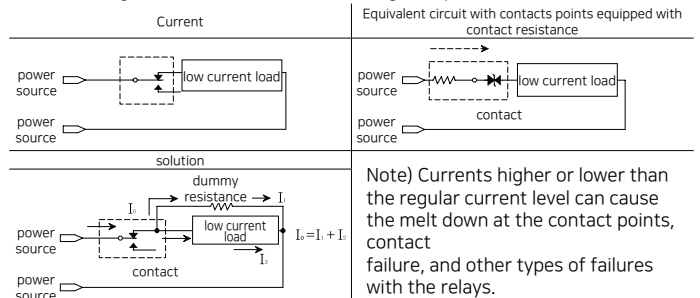 Current
Equivalent circuit with contacts points equipped with
contact resistance
power
source
low current load
power
source
power
source
low current load
contact
power
source
solution
dummy
resistance
I₀
I₁
power
source
low current
load
I₀=I₁+I₂
I₂
contact
power
source
Note) Currents higher or lower than
the regular current level can cause
the melt down at the contact points,
contact
failure, and other types of failures
with the relays.